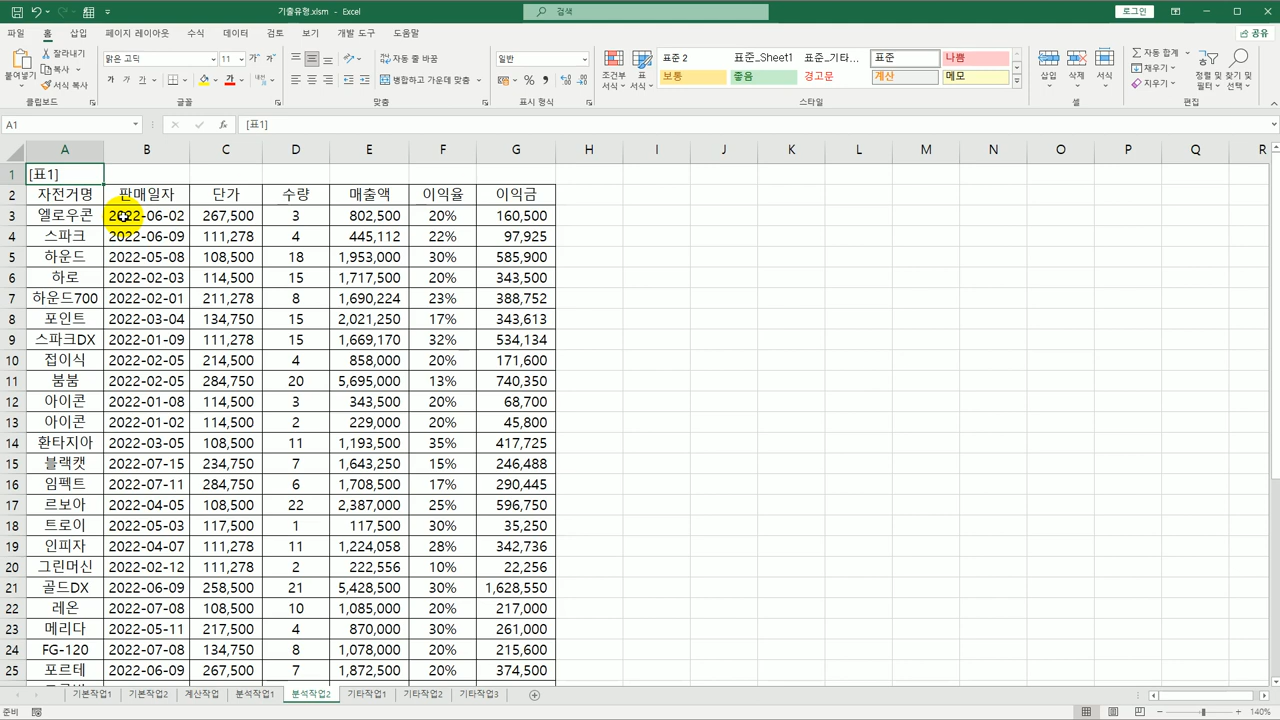 기출유형.xlsm - Excel
검색
로그인
파일 홈 삽입 페이지 레이아웃 수식 데이터 검토 보기 개발 도구 도움말
공유
붙여넣기
잘라내기
복사
서식 복사
클립보드
맑은 고딕 11
가 가 가
글꼴
자동 줄 바꿈
병합하고 가운데 맞춤
맞춤
일반
표시 형식
조건부 서식
표 서식
표준 2 표준_Sheet1 표준_기타... 표준 나쁨
보통 좋음 경고문 계산 메모
스타일
삽입 삭제 서식
셀
자동 합계
채우기
지우기
정렬 및 필터
찾기 및 선택
편집
A1 fx [표1]
A B C D E F G H I J K L M N O P Q R
1 [표1]
2 자전거명 판매일자 단가 수량 매출액 이익율 이익금
3 옐로우콘 2022-06-02 267,500 3 802,500 20% 160,500
4 스파크 2022-06-09 111,278 4 445,112 22% 97,925
5 하운드 2022-05-08 108,500 18 1,953,000 30% 585,900
6 하로 2022-02-03 114,500 15 1,717,500 20% 343,500
7 하운드700 2022-02-01 211,278 8 1,690,224 23% 388,752
8 포인트 2022-03-04 134,750 15 2,021,250 17% 343,613
9 스파크DX 2022-01-09 111,278 15 1,669,170 32% 534,134
10 접이식 2022-02-05 214,500 4 858,000 20% 171,600
11 붐붐 2022-02-05 284,750 20 5,695,000 13% 740,350
12 아이콘 2022-01-08 114,500 3 343,500 20% 68,700
13 아이콘 2022-01-02 114,500 2 229,000 20% 45,800
14 환타지아 2022-03-05 108,500 11 1,193,500 35% 417,725
15 블랙캣 2022-07-15 234,750 7 1,643,250 15% 246,488
16 임펙트 2022-07-11 284,750 6 1,708,500 17% 290,445
17 르보아 2022-04-05 108,500 22 2,387,000 25% 596,750
18 트로이 2022-05-03 117,500 1 117,500 30% 35,250
19 인피자 2022-04-07 111,278 11 1,224,058 28% 342,736
20 그린머신 2022-02-12 111,278 2 222,556 10% 22,256
21 골드DX 2022-06-09 258,500 21 5,428,500 30% 1,628,550
22 레온 2022-07-08 108,500 10 1,085,000 20% 217,000
23 메리다 2022-05-11 217,500 4 870,000 30% 261,000
24 FG-120 2022-07-08 134,750 8 1,078,000 20% 215,600
25 포르테 2022-06-09 267,500 7 1,872,500 20% 374,500
기본작업1 기본작업2 계산작업 분석작업1 분석작업2 기타작업1 기타작업2 기타작업3
준비
140%